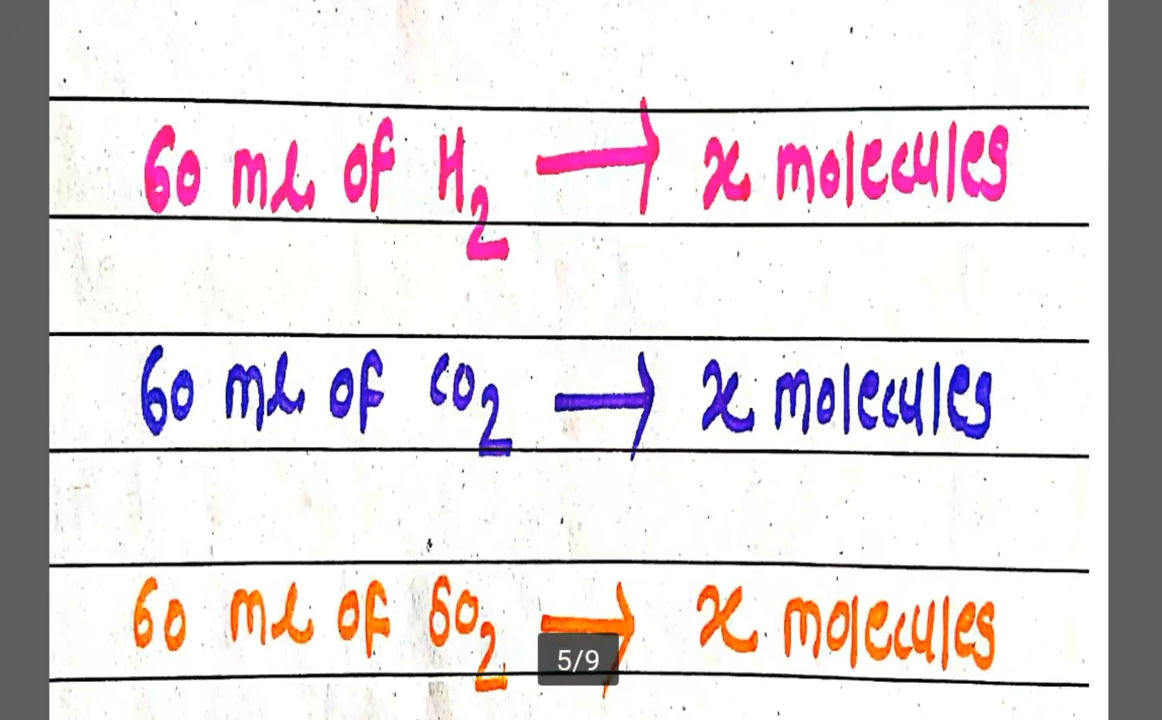 60 ml of H2 → x molecules
60 ml of CO2 → x molecules
60 ml of SO2 → x molecules
5/9